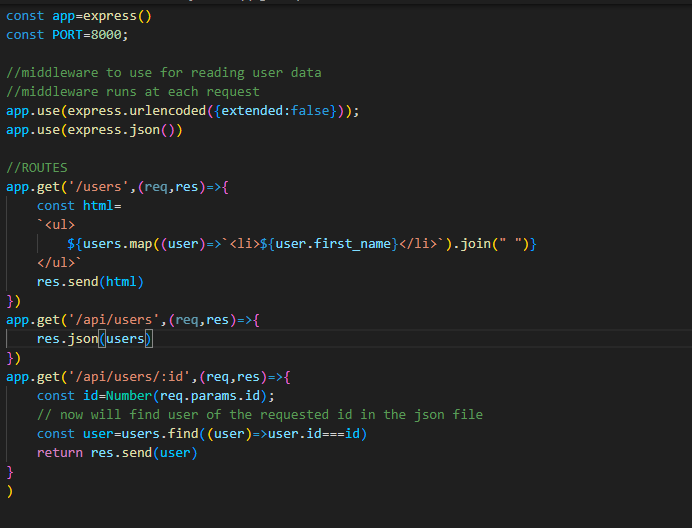 const app=express()
const PORT=8000;
//middleware to use for reading user data
//middleware runs at each request
app.use(express.urlencoded({extended:false}));
app.use(express.json())
//ROUTES
app.get('/users',(req,res)=>{
const html=
`<ul>
${users.map((user)=>`<li>${user.first_name}</li>`).join(" ")}
</ul>`
res.send(html)
})
app.get('/api/users',(req,res)=>{
res.json(users)
})
app.get('/api/users/:id',(req,res)=>{
const id=Number(req.params.id);
// now will find user of the requested id in the json file
const user=users.find((user)=>user.id===id)
return res.send(user)
}
)